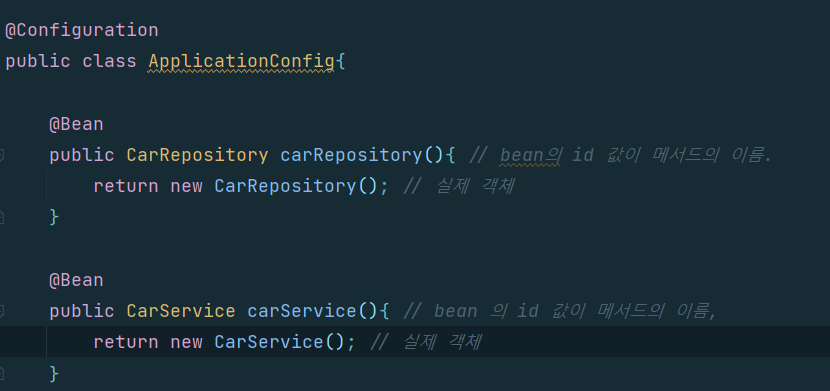 @Configuration
public class ApplicationConfig{
@Bean
public CarRepository carRepository(){ // bean의 id 값이 메서드의 이름.
return new CarRepository(); // 실제 객체
}
@Bean
public CarService carService(){ // bean 의 id 값이 메서드의 이름,
return new CarService(); // 실제 객체
}